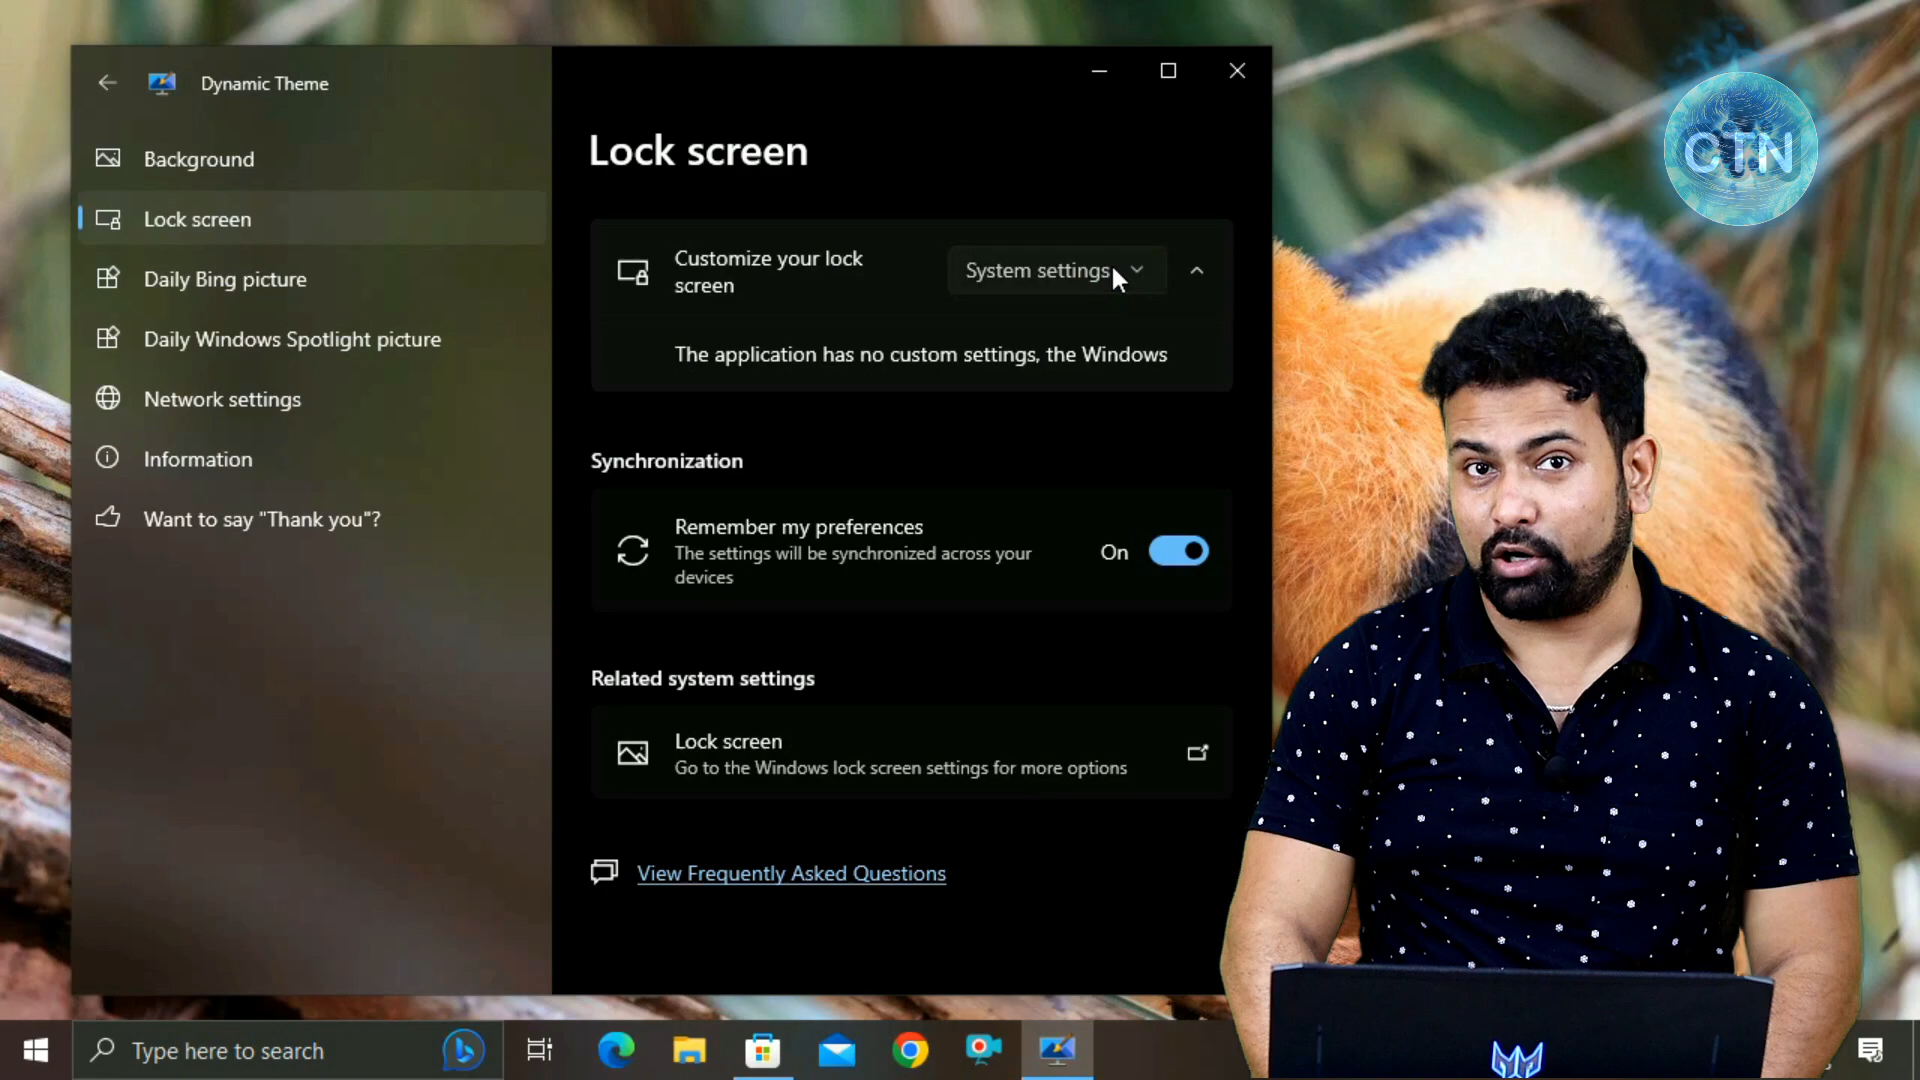 Dynamic Theme
Background
Lock screen
Daily Bing picture
Daily Windows Spotlight picture
Network settings
Information
Want to say "Thank you"?
Lock screen
Customize your lock
screen
System settings
The application has no custom settings, the Windows
Synchronization
Remember my preferences
The settings will be synchronized across your
devices
On
Related system settings
Lock screen
Go to the Windows lock screen settings for more options
View Frequently Asked Questions
CTN
Type here to search